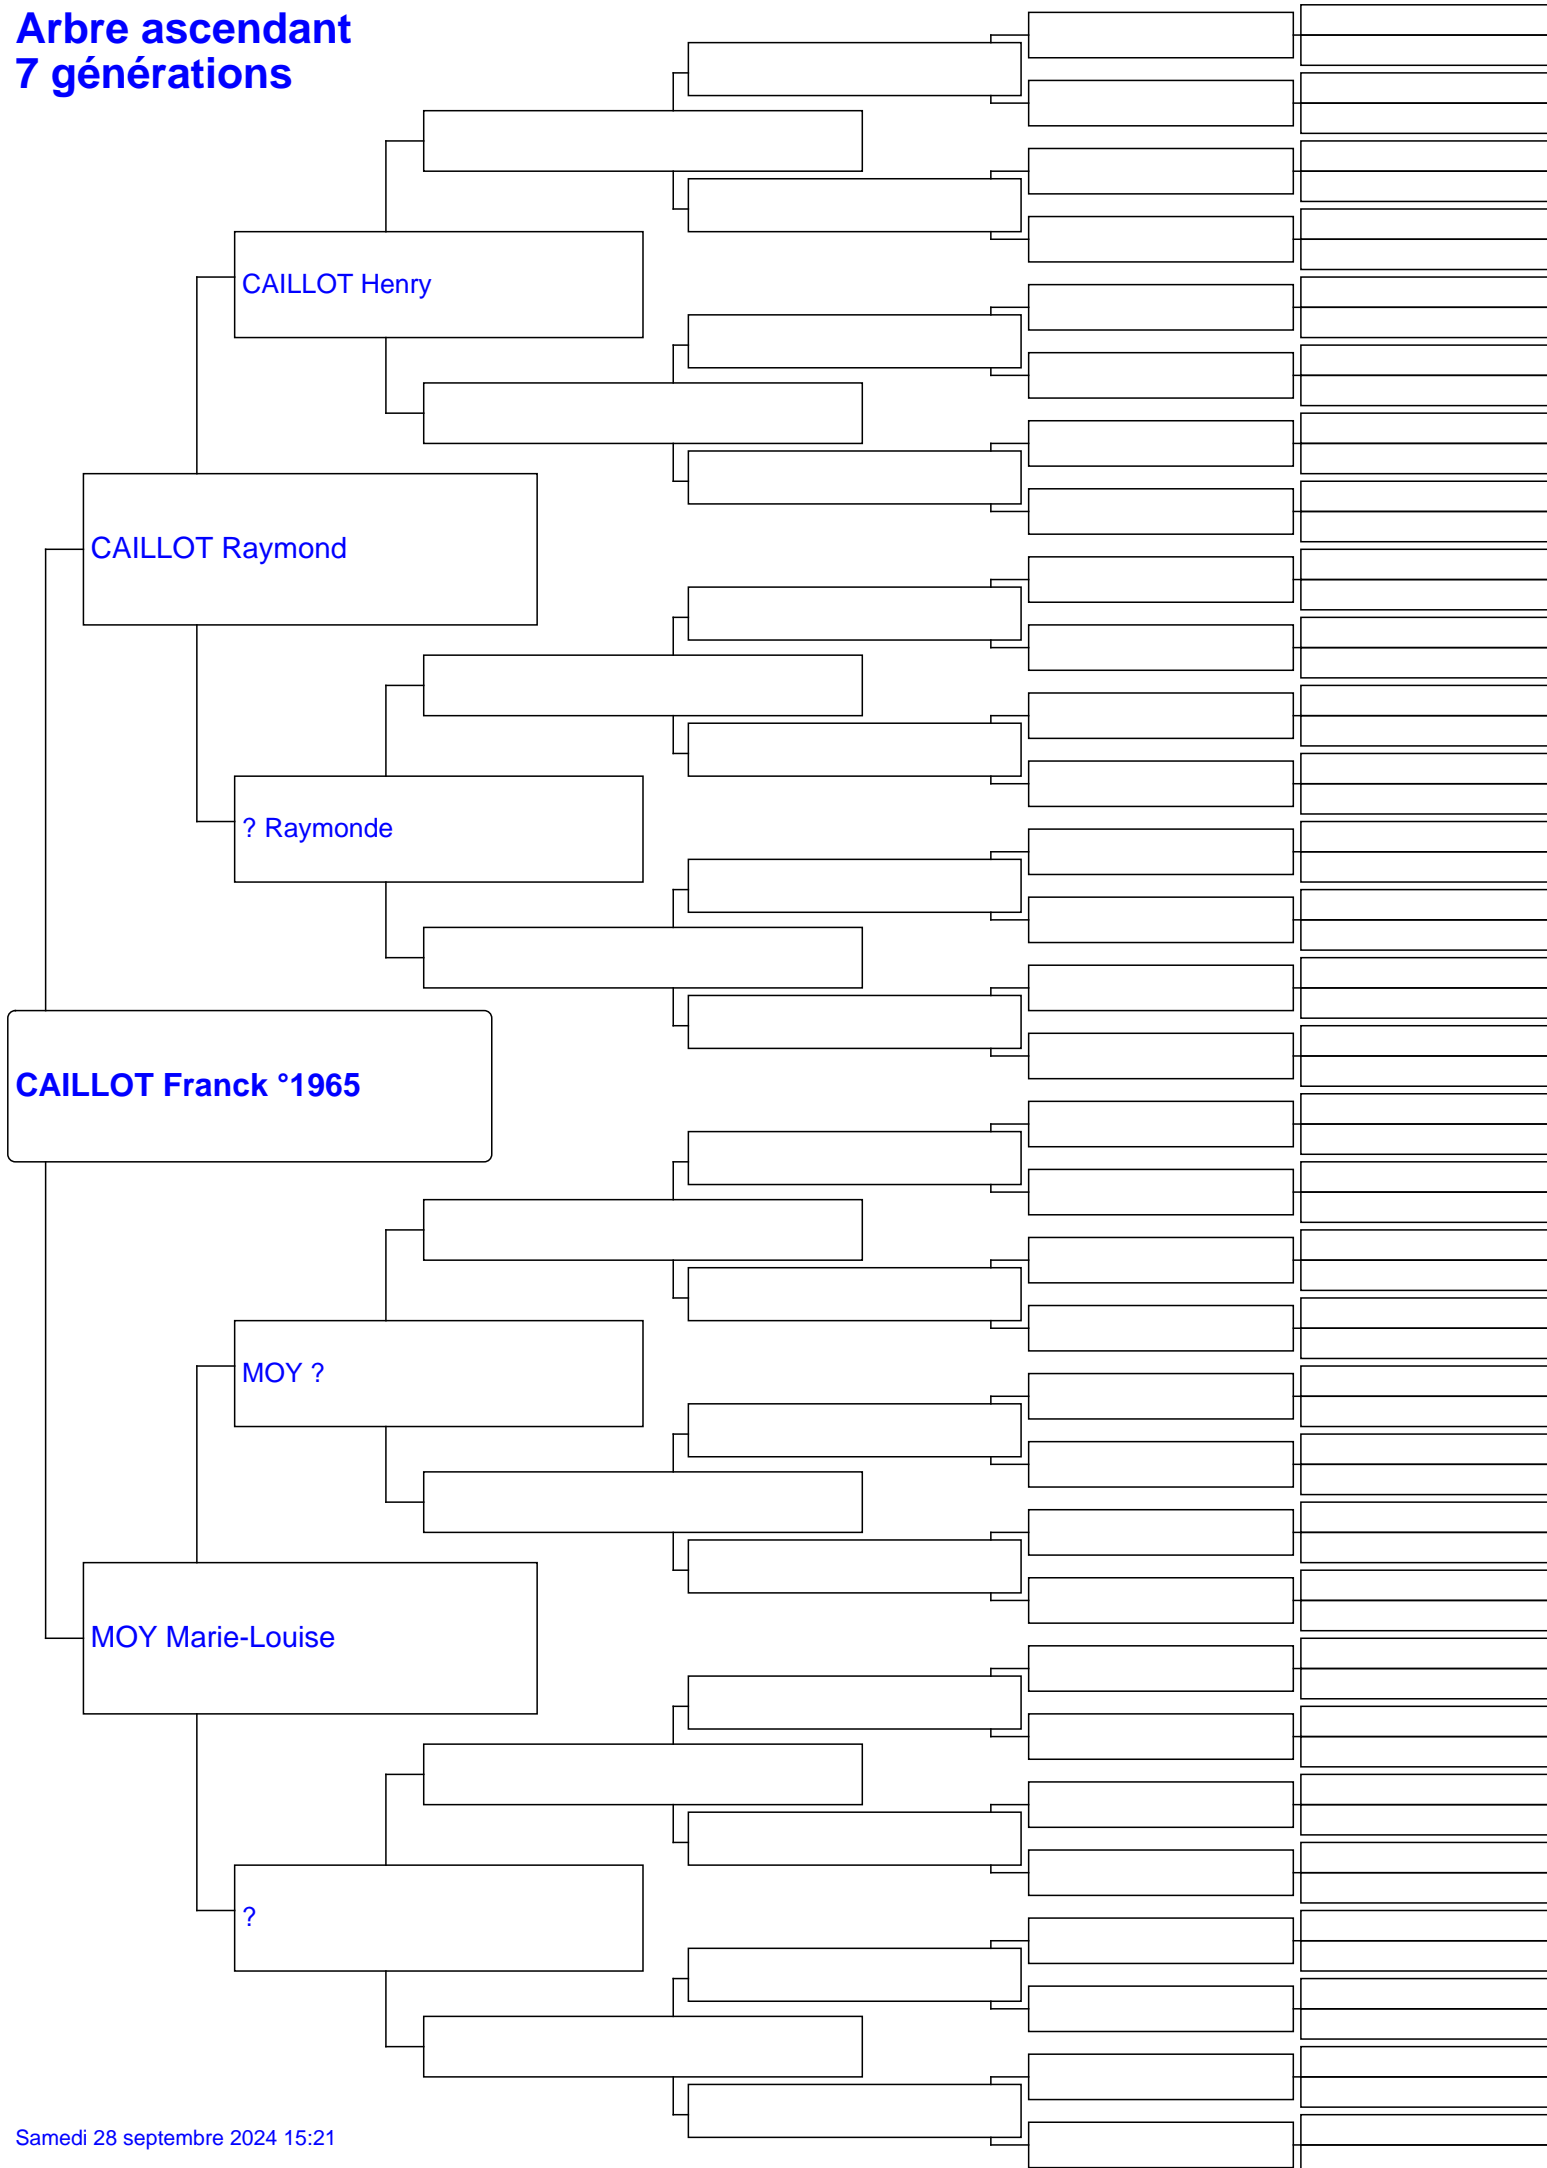 Arbre ascendant
7 générations
CAILLOT Henry
CAILLOT Raymond
? Raymonde
CAILLOT Franck °1965
MOY ?
MOY Marie-Louise
?
Samedi 28 septembre 2024 15:21